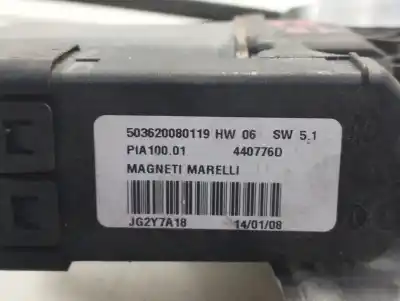 503620080119 HW 06 SW 5.1
PIA100.01 440776D
MAGNETI MARELLI
JG2Y7A18 14/01/08